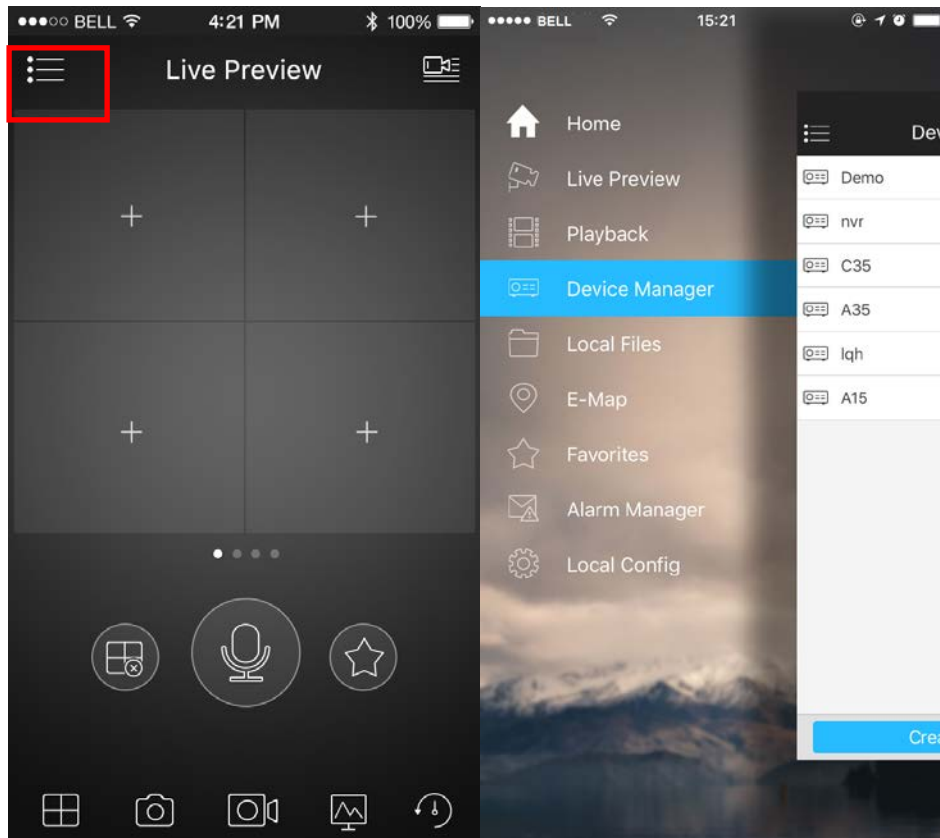 BELL 4:21 PM 100%
Live Preview
BELL 15:21
Home
Live Preview
Playback
Device Manager
Local Files
E-Map
Favorites
Alarm Manager
Local Config
Dev
Demo
nvr
C35
A35
lqh
A15
Crea